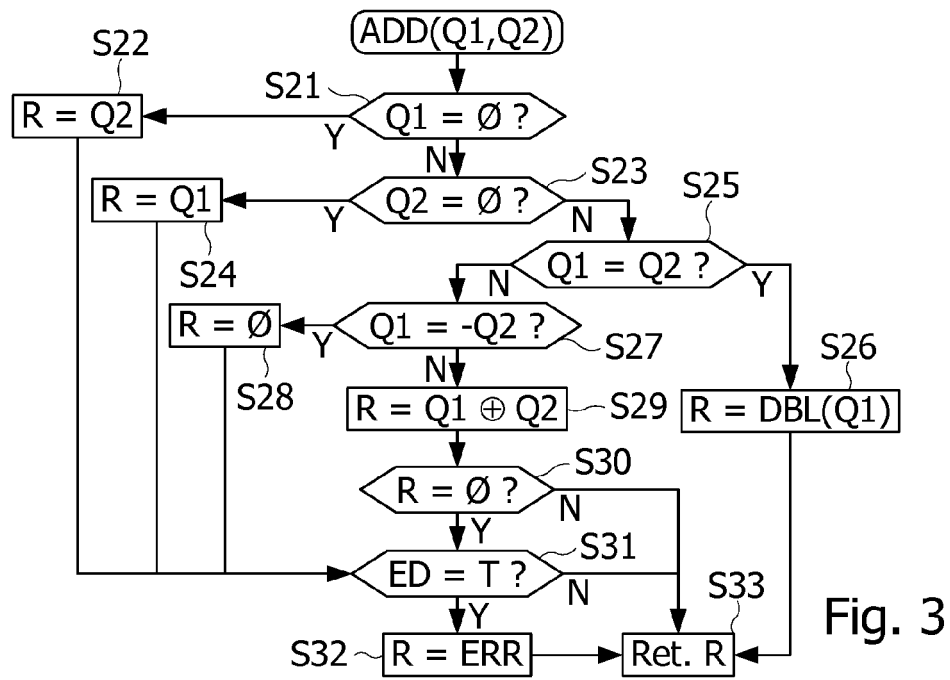 ADD(Q1,Q2)
S22
S21
R = Q2
Q1 = Ø ?
Y
N
S23
S25
R = Q1
Q2 = Ø ?
Y
N
S24
Q1 = Q2 ?
N
Y
R = Ø
Q1 = -Q2 ?
Y
S27
S26
S28
N
R = Q1 ⊕ Q2
S29
R = DBL(Q1)
S30
R = Ø ?
N
Y
S31
ED = T ?
N
S33
Y
Fig. 3
S32
R = ERR
Ret. R